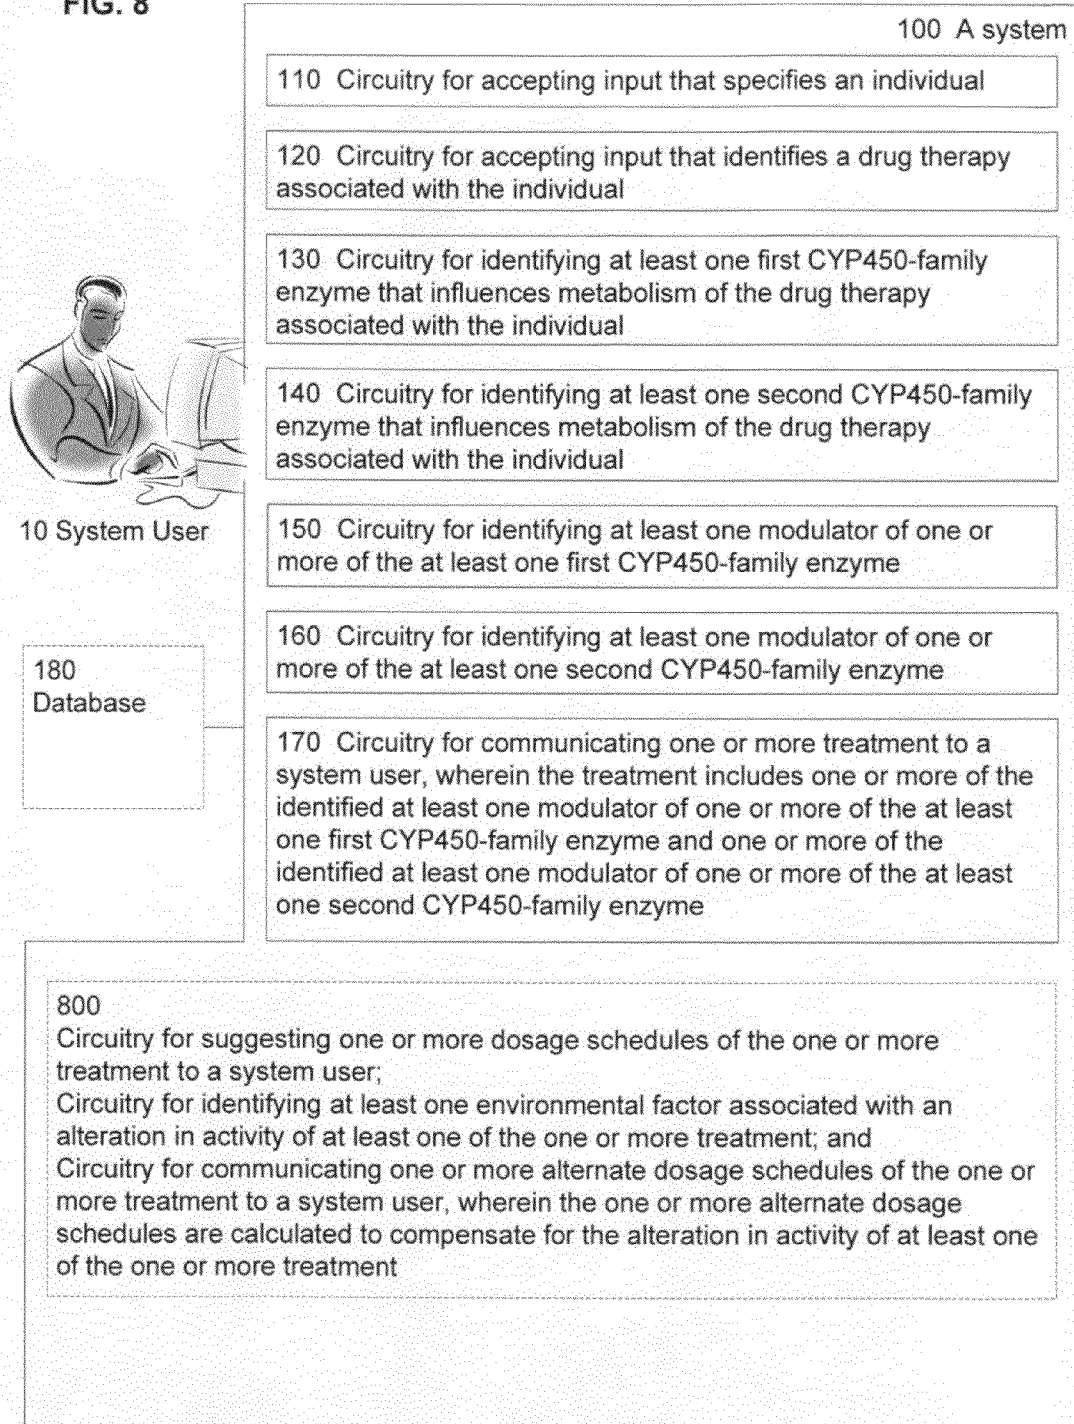 FIG. 8
100 A system
110 Circuitry for accepting input that specifies an individual
120 Circuitry for accepting input that identifies a drug therapy
associated with the individual
130 Circuitry for identifying at least one first CYP450-family
enzyme that influences metabolism of the drug therapy
associated with the individual
140 Circuitry for identifying at least one second CYP450-family
enzyme that influences metabolism of the drug therapy
associated with the individual
10 System User
150 Circuitry for identifying at least one modulator of one or
more of the at least one first CYP450-family enzyme
160 Circuitry for identifying at least one modulator of one or
more of the at least one second CYP450-family enzyme
180
Database
170 Circuitry for communicating one or more treatment to a
system user, wherein the treatment includes one or more of the
identified at least one modulator of one or more of the at least
one first CYP450-family enzyme and one or more of the
identified at least one modulator of one or more of the at least
one second CYP450-family enzyme
800
Circuitry for suggesting one or more dosage schedules of the one or more
treatment to a system user;
Circuitry for identifying at least one environmental factor associated with an
alteration in activity of at least one of the one or more treatment; and
Circuitry for communicating one or more alternate dosage schedules of the one or
more treatment to a system user, wherein the one or more alternate dosage
schedules are calculated to compensate for the alteration in activity of at least one
of the one or more treatment